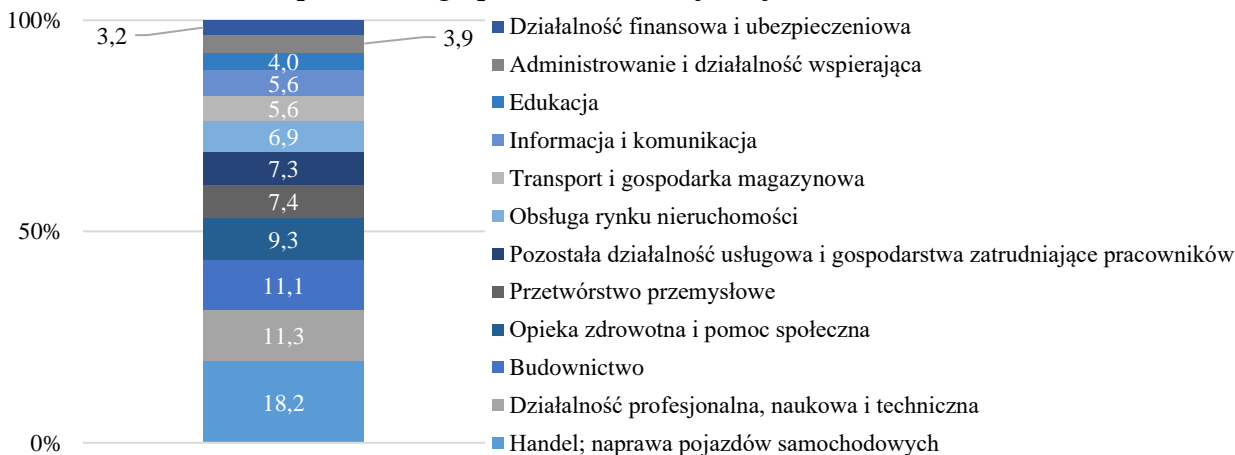 100%
50%
0%
3,2
3,9
4,0
5,6
5,6
6,9
7,3
7,4
9,3
11,1
11,3
18,2
Działalność finansowa i ubezpieczeniowa
Administrowanie i działalność wspierająca
Edukacja
Informacja i komunikacja
Transport i gospodarka magazynowa
Obsługa rynku nieruchomości
Pozostała działalność usługowa i gospodarstwa zatrudniające pracowników
Przetwórstwo przemysłowe
Opieka zdrowotna i pomoc społeczna
Budownictwo
Działalność profesjonalna, naukowa i techniczna
Handel; naprawa pojazdów samochodowych